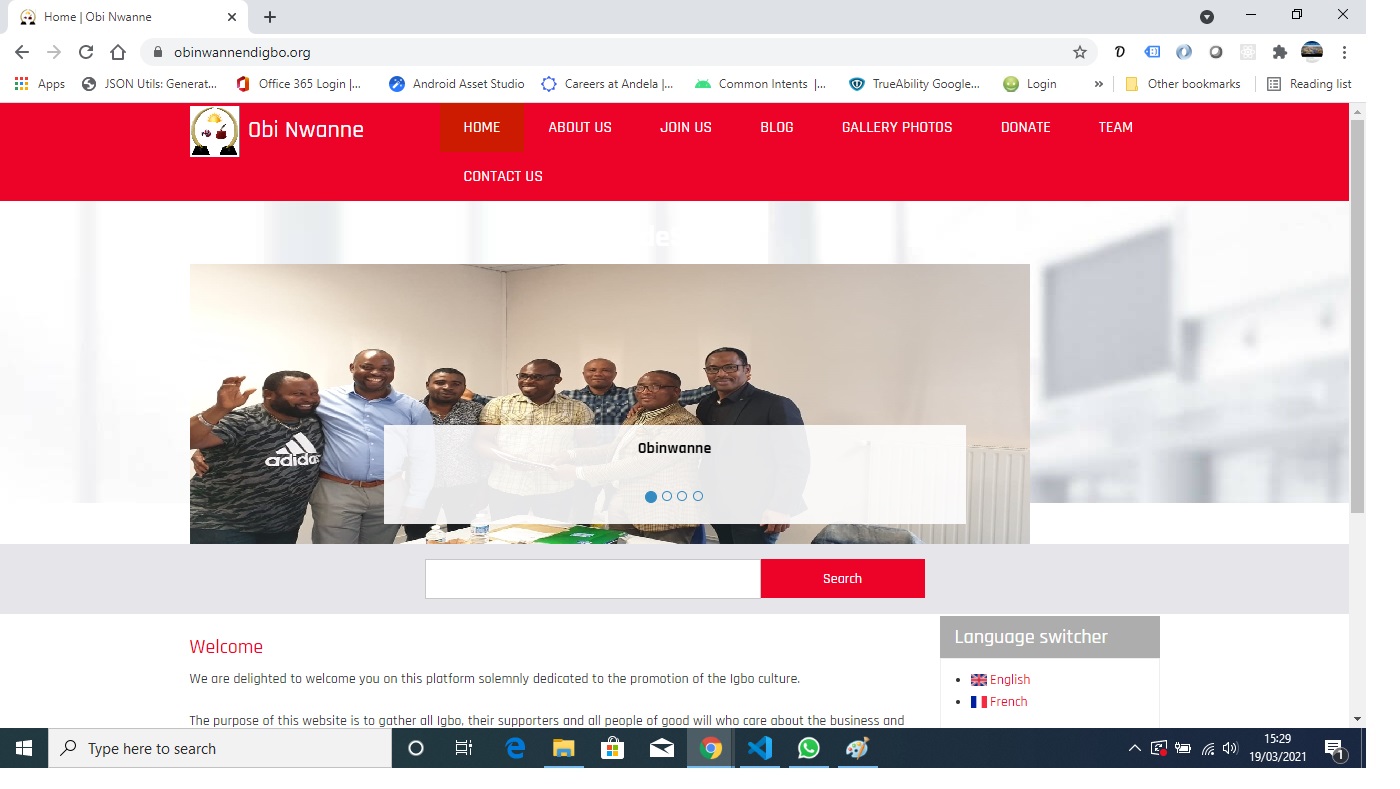 Home | Obi Nwanne
obinwannendigbo.org
Apps
JSON Utils: Generat...
Office 365 Login |...
Android Asset Studio
Careers at Andela |...
Common Intents |...
TrueAbility Google...
Login
»
Other bookmarks
Reading list
Obi Nwanne
HOME
ABOUT US
JOIN US
BLOG
GALLERY PHOTOS
DONATE
TEAM
CONTACT US
adidas
Obinwanne
Search
Welcome
Language switcher
We are delighted to welcome you on this platform solemnly dedicated to the promotion of the Igbo culture.
English
French
The purpose of this website is to gather all Igbo, their supporters and all people of good will who care about the business and
Type here to search
15:29
19/03/2021
1